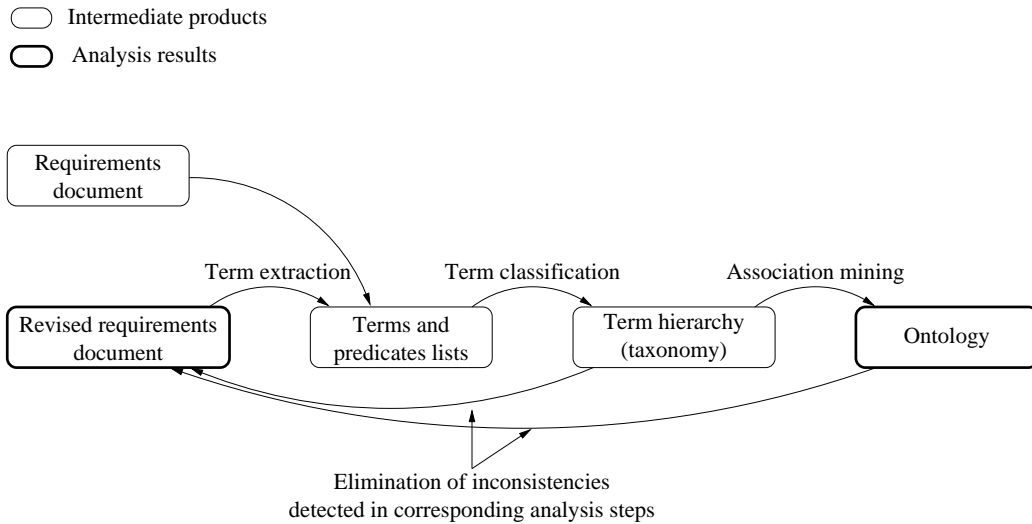 Intermediate products
Analysis results
Requirements
document
Term extraction
Term classification
Association mining
Revised requirements
document
Terms and
predicates lists
Term hierarchy
(taxonomy)
Ontology
Elimination of inconsistencies
detected in corresponding analysis steps